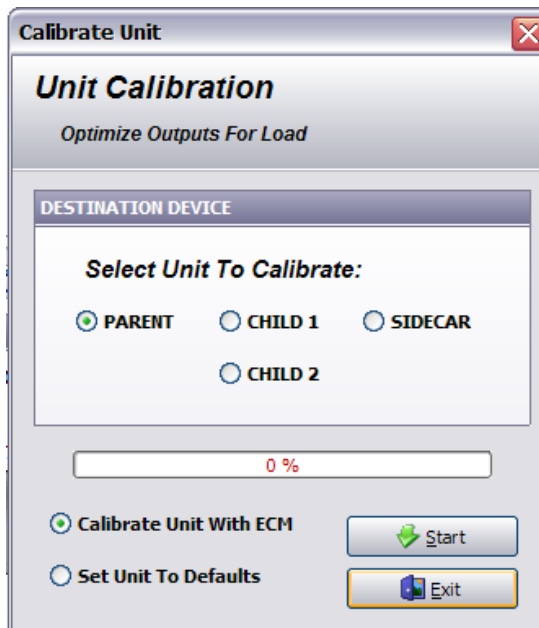 Calibrate Unit
Unit Calibration
Optimize Outputs For Load
DESTINATION DEVICE
Select Unit To Calibrate:
PARENT CHILD 1 SIDECAR
CHILD 2
0 %
Calibrate Unit With ECM
Start
Set Unit To Defaults
Exit